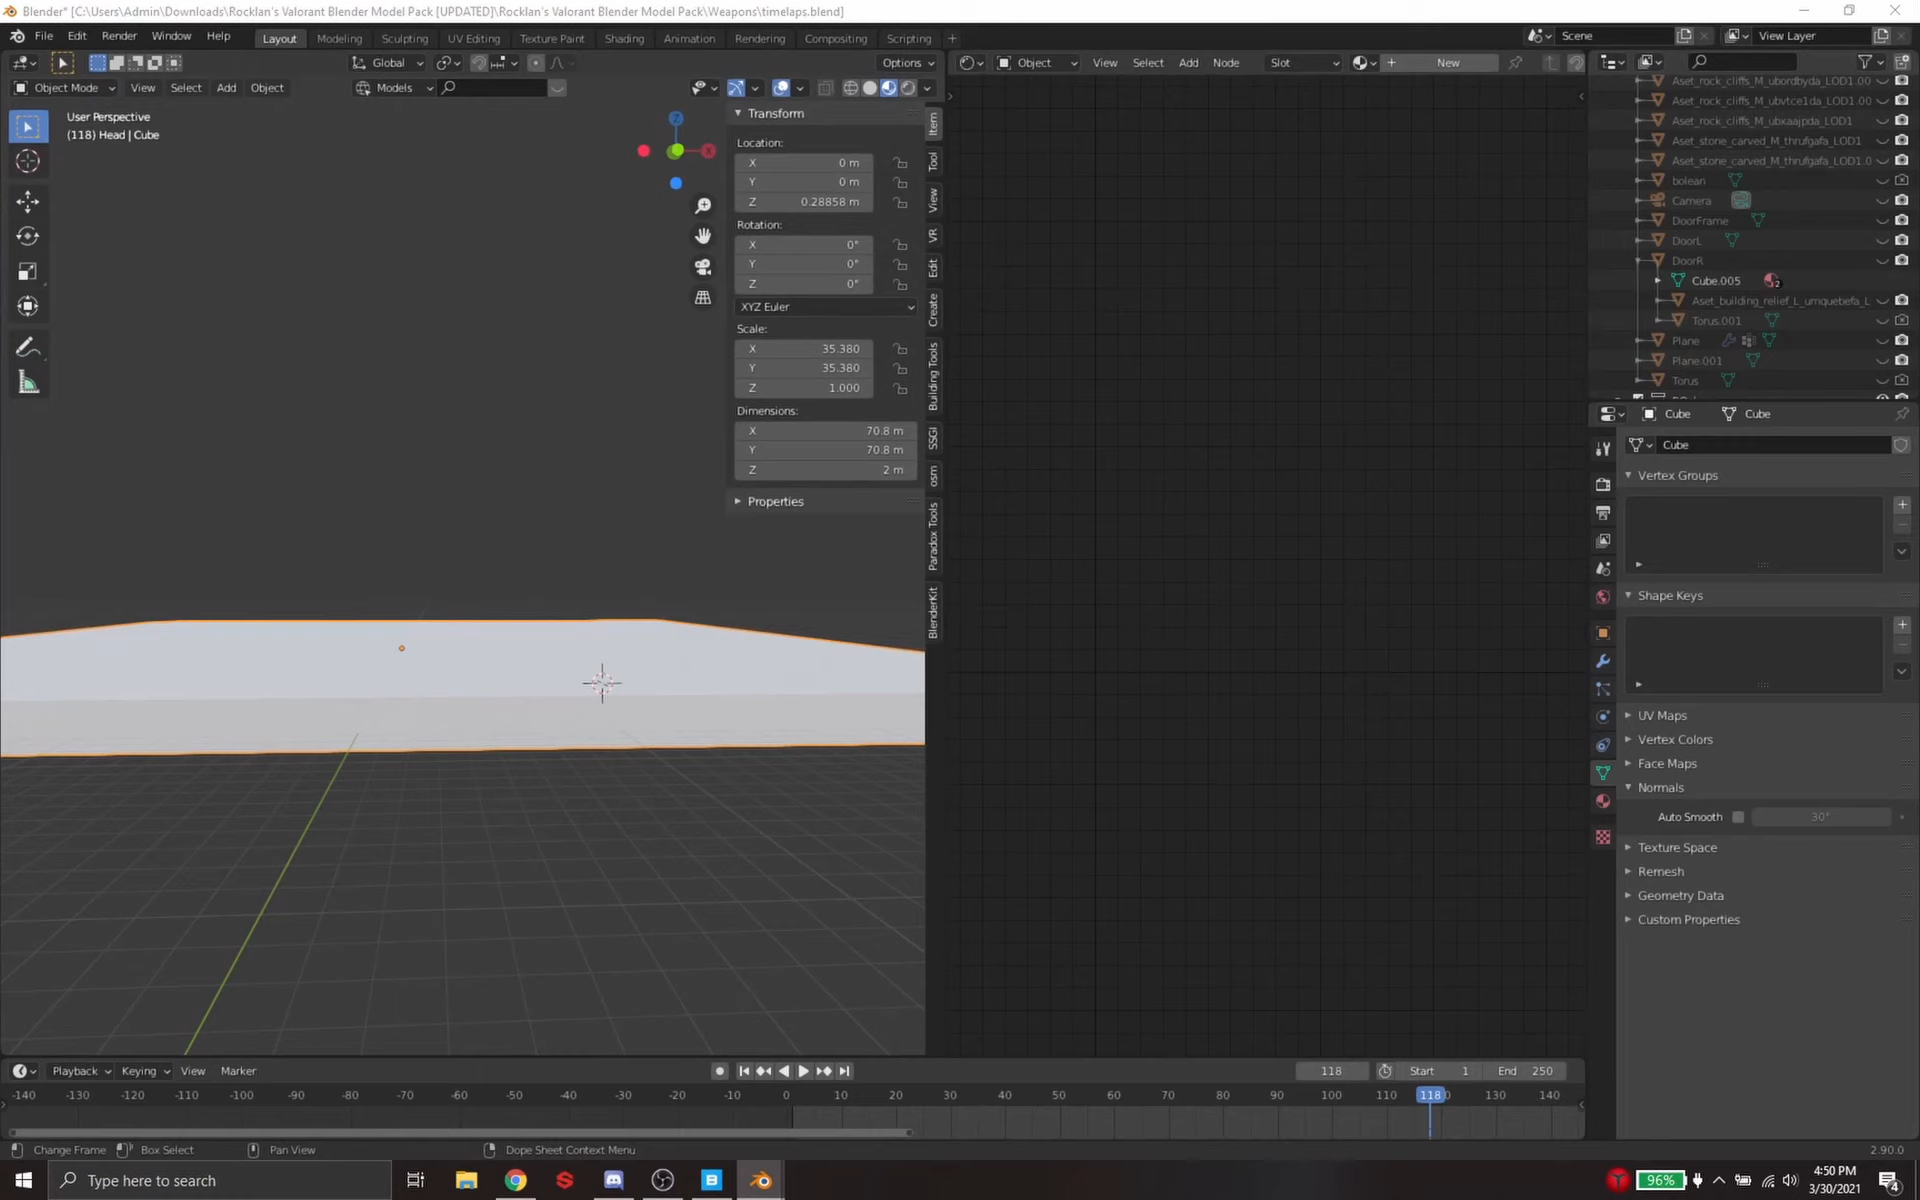 Blender* [C:\Users\Admin\Downloads\Rocklan's Valorant Blender Model Pack [UPDATED]\Rocklan's Valorant Blender Model Pack\Weapons\timelaps.blend]
File Edit Render Window Help Layout Modeling Sculpting UV Editing Texture Paint Shading Animation Rendering Compositing Scripting + Scene View Layer
Global Options Object View Select Add Node Slot New
Object Mode View Select Add Object Models
User Perspective
(118) Head | Cube
Z
X
Transform
Location:
X 0 m
Y 0 m
Z 0.28858 m
Rotation:
X 0°
Y 0°
Z 0°
XYZ Euler
Scale:
X 35.380
Y 35.380
Z 1.000
Dimensions:
X 70.8 m
Y 70.8 m
Z 2 m
Properties
Item
Tool
View
VR
Edit
Create
Building Tools
SSGI
osm
Paradox Tools
BlenderKit
Aset_rock_cliffs_M_ubordbyda_LOD1.00
Aset_rock_cliffs_M_ubvtce1da_LOD1.00
Aset_rock_cliffs_M_ubxaajpda_LOD1
Aset_stone_carved_M_thrufgafa_LOD1
Aset_stone_carved_M_thrufgafa_LOD1.0
bolean
Camera
DoorFrame
DoorL
DoorR
Cube.005 2
Aset_building_relief_L_umquebefa_L
Torus.001
Plane
Plane.001
Torus
Cube Cube
Cube
Vertex Groups
Shape Keys
UV Maps
Vertex Colors
Face Maps
Normals
Auto Smooth 30°
Texture Space
Remesh
Geometry Data
Custom Properties
Playback Keying View Marker 118 Start 1 End 250
-140 -130 -120 -110 -100 -90 -80 -70 -60 -50 -40 -30 -20 -10 0 10 20 30 40 50 60 70 80 90 100 110 118 130 140
Change Frame Box Select Pan View Dope Sheet Context Menu 2.90.0
Type here to search 96% 4:50 PM
3/30/2021 4